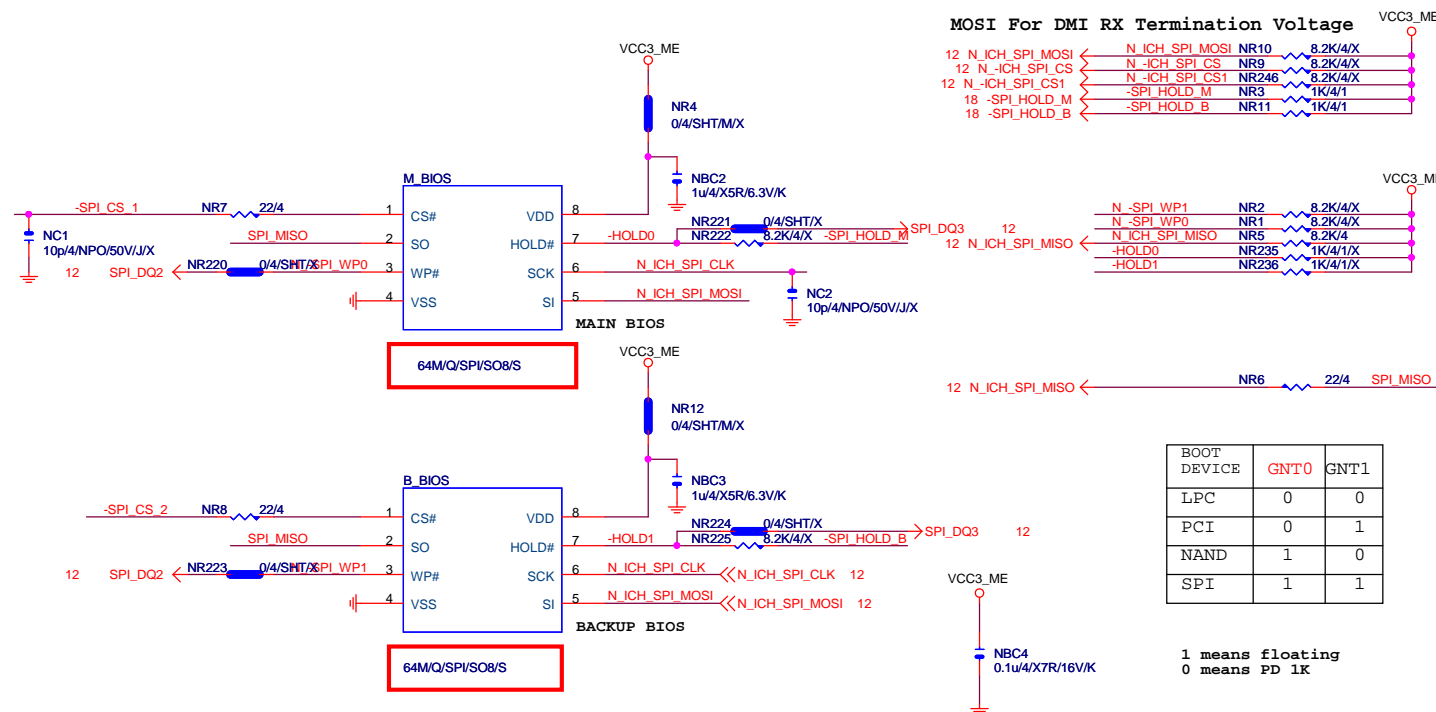 MOSI For DMI RX Termination Voltage
VCC3_ME
12 N_ICH_SPI_MOSI N_ICH_SPI_MOSI NR10 8.2K/4/X
12 N_-ICH_SPI_CS N_-ICH_SPI_CS NR9 8.2K/4/X
12 N_-ICH_SPI_CS1 N_-ICH_SPI_CS1 NR246 8.2K/4/X
18 -SPI_HOLD_M -SPI_HOLD_M NR3 1K/4/1
18 -SPI_HOLD_B -SPI_HOLD_B NR11 1K/4/1
VCC3_ME
NR4
0/4/SHT/M/X
NBC2
1u/4/X5R/6.3V/K
M_BIOS
-SPI_CS_1 NR7 22/4 1 CS# VDD 8
NC1
10p/4/NPO/50V/J/X
SPI_MISO 2 SO HOLD# 7 -HOLD0
NR221 0/4/SHT/X SPI_DQ3 12
NR222 8.2K/4/X -SPI_HOLD_M
12 SPI_DQ2 NR220 0/4/SHT/X _SPI_WP0 3 WP# SCK 6 N_ICH_SPI_CLK
4 VSS SI 5 N_ICH_SPI_MOSI
NC2
10p/4/NPO/50V/J/X
MAIN BIOS
64M/Q/SPI/SO8/S
VCC3_ME
N_-SPI_WP1 NR2 8.2K/4/X
N_-SPI_WP0 NR1 8.2K/4/X
12 N_ICH_SPI_MISO N_ICH_SPI_MISO NR5 8.2K/4
-HOLD0 NR235 1K/4/1/X
-HOLD1 NR236 1K/4/1/X
12 N_ICH_SPI_MISO NR6 22/4 SPI_MISO
VCC3_ME
NR12
0/4/SHT/M/X
NBC3
1u/4/X5R/6.3V/K
B_BIOS
-SPI_CS_2 NR8 22/4 1 CS# VDD 8
SPI_MISO 2 SO HOLD# 7 -HOLD1
NR224 0/4/SHT/X SPI_DQ3 12
NR225 8.2K/4/X -SPI_HOLD_B
12 SPI_DQ2 NR223 0/4/SHT/X _SPI_WP1 3 WP# SCK 6 N_ICH_SPI_CLK N_ICH_SPI_CLK 12
4 VSS SI 5 N_ICH_SPI_MOSI N_ICH_SPI_MOSI 12
BACKUP BIOS
64M/Q/SPI/SO8/S
VCC3_ME
NBC4
0.1u/4/X7R/16V/K
BOOT DEVICE GNT0 GNT1
LPC 0 0
PCI 0 1
NAND 1 0
SPI 1 1
1 means floating
0 means PD 1K